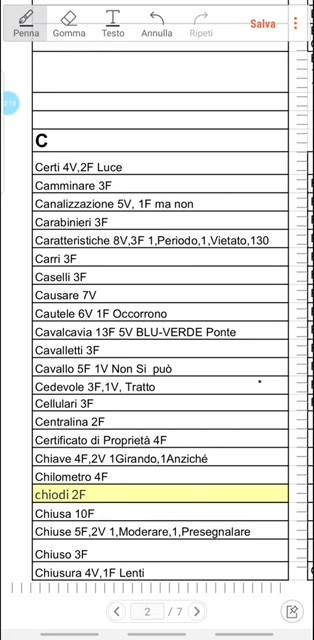 Penna
Gomma
Testo
Annulla
Ripeti
Salva
C
Certi 4V,2F Luce
Camminare 3F
Canalizzazione 5V, 1F ma non
Carabinieri 3F
Caratteristiche 8V,3F 1,Periodo,1,Vietato,130
Carri 3F
Caselli 3F
Causare 7V
Cautele 6V 1F Occorrono
Cavalcavia 13F 5V BLU-VERDE Ponte
Cavalletti 3F
Cavallo 5F 1V Non Si può
Cedevole 3F,1V, Tratto
Cellulari 3F
Centralina 2F
Certificato di Proprietà 4F
Chiave 4F,2V 1Girando,1Anziché
Chilometro 4F
chiodi 2F
Chiusa 10F
Chiuse 5F,2V 1,Moderare,1,Presegnalare
Chiuso 3F
Chiusura 4V,1F Lenti
2 / 7